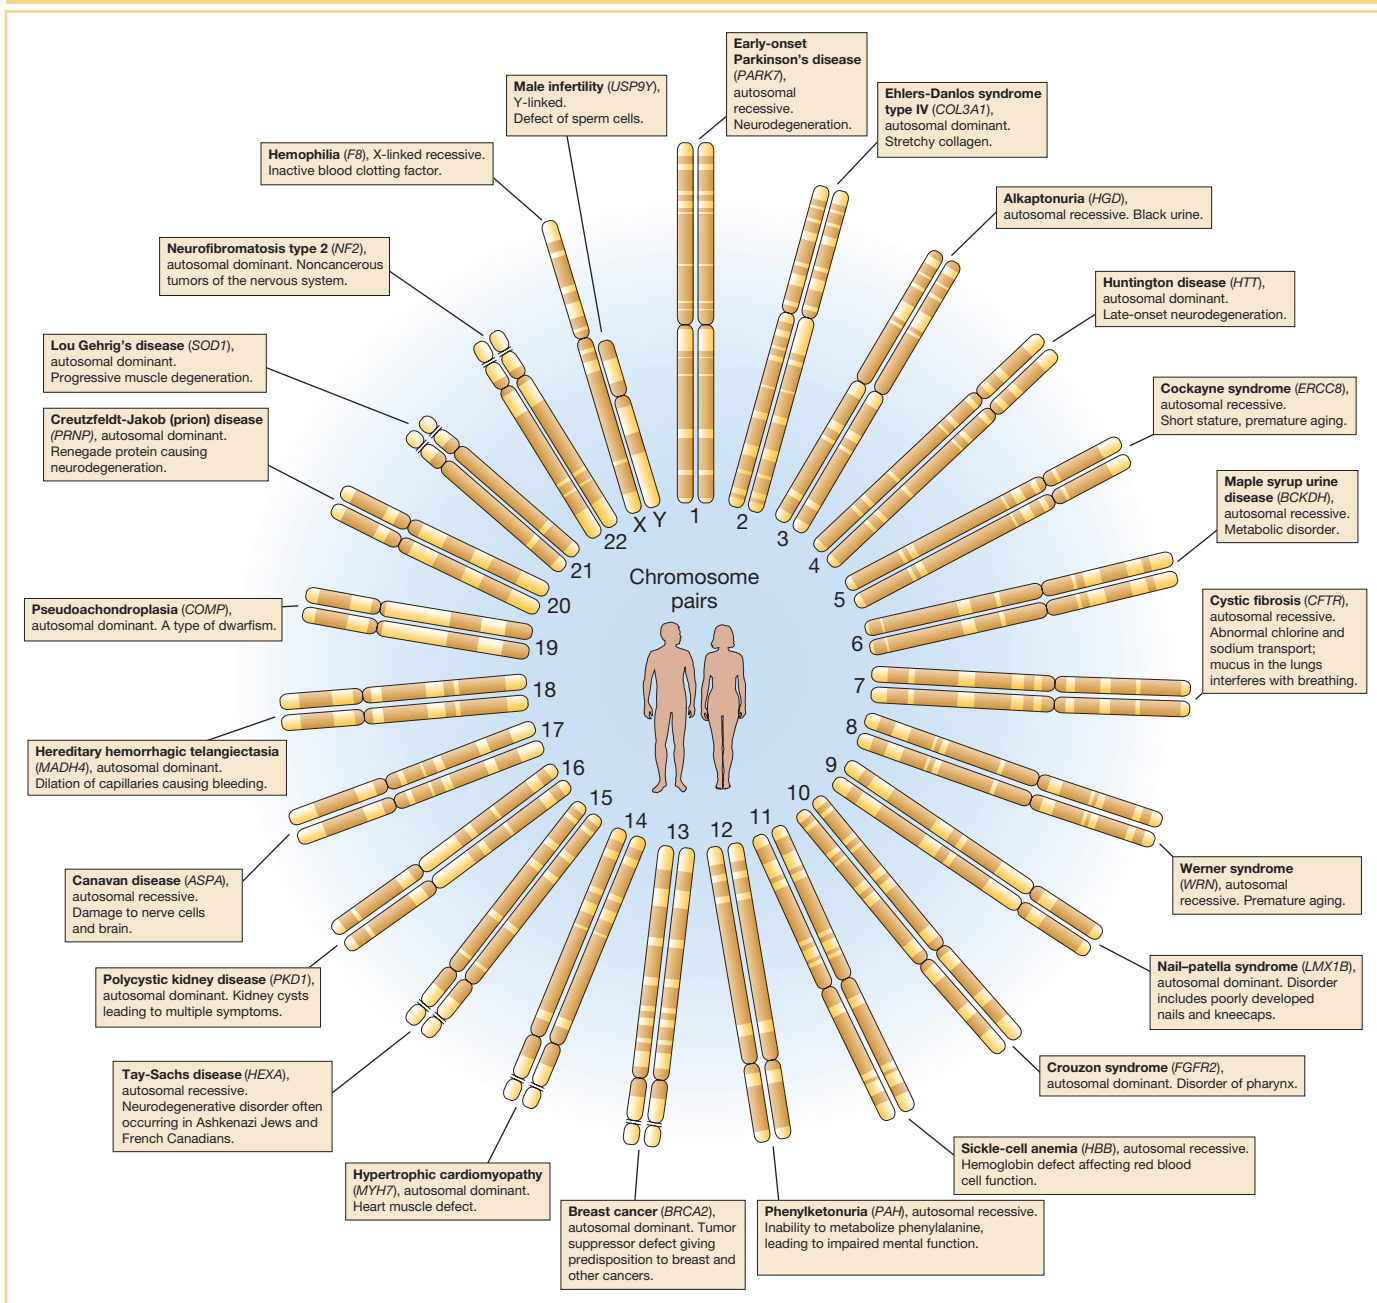 Early-onset
Parkinson's disease
(PARK7),
autosomal
recessive.
Neurodegeneration.
Ehlers-Danlos syndrome
type IV (COL3A1),
autosomal dominant.
Stretchy collagen.
Alkaptonuria (HGD),
autosomal recessive. Black urine.
Huntington disease (HTT),
autosomal dominant.
Late-onset neurodegeneration.
Cockayne syndrome (ERCC8),
autosomal recessive.
Short stature, premature aging.
Maple syrup urine
disease (BCKDH),
autosomal recessive.
Metabolic disorder.
Cystic fibrosis (CFTR),
autosomal recessive.
Abnormal chlorine and
sodium transport;
mucus in the lungs
interferes with breathing.
Werner syndrome
(WRN), autosomal
recessive. Premature aging.
Nail–patella syndrome (LMX1B),
autosomal dominant. Disorder
includes poorly developed
nails and kneecaps.
Crouzon syndrome (FGFR2),
autosomal dominant. Disorder of pharynx.
Sickle-cell anemia (HBB), autosomal recessive.
Hemoglobin defect affecting red blood
cell function.
Phenylketonuria (PAH), autosomal recessive.
Inability to metabolize phenylalanine,
leading to impaired mental function.
Breast cancer (BRCA2),
autosomal dominant. Tumor
suppressor defect giving
predisposition to breast and
other cancers.
Hypertrophic cardiomyopathy
(MYH7), autosomal dominant.
Heart muscle defect.
Tay-Sachs disease (HEXA),
autosomal recessive.
Neurodegenerative disorder often
occurring in Ashkenazi Jews and
French Canadians.
Polycystic kidney disease (PKD1),
autosomal dominant. Kidney cysts
leading to multiple symptoms.
Canavan disease (ASPA),
autosomal recessive.
Damage to nerve cells
and brain.
Hereditary hemorrhagic telangiectasia
(MADH4), autosomal dominant.
Dilation of capillaries causing bleeding.
Pseudoachondroplasia (COMP),
autosomal dominant. A type of dwarfism.
Creutzfeldt-Jakob (prion) disease
(PRNP), autosomal dominant.
Renegade protein causing
neurodegeneration.
Lou Gehrig's disease (SOD1),
autosomal dominant.
Progressive muscle degeneration.
Neurofibromatosis type 2 (NF2),
autosomal dominant. Noncancerous
tumors of the nervous system.
Hemophilia (F8), X-linked recessive.
Inactive blood clotting factor.
Male infertility (USP9Y),
Y-linked.
Defect of sperm cells.
Chromosome
pairs
1
2
3
4
5
6
7
8
9
10
11
12
13
14
15
16
17
18
19
20
21
22
X Y